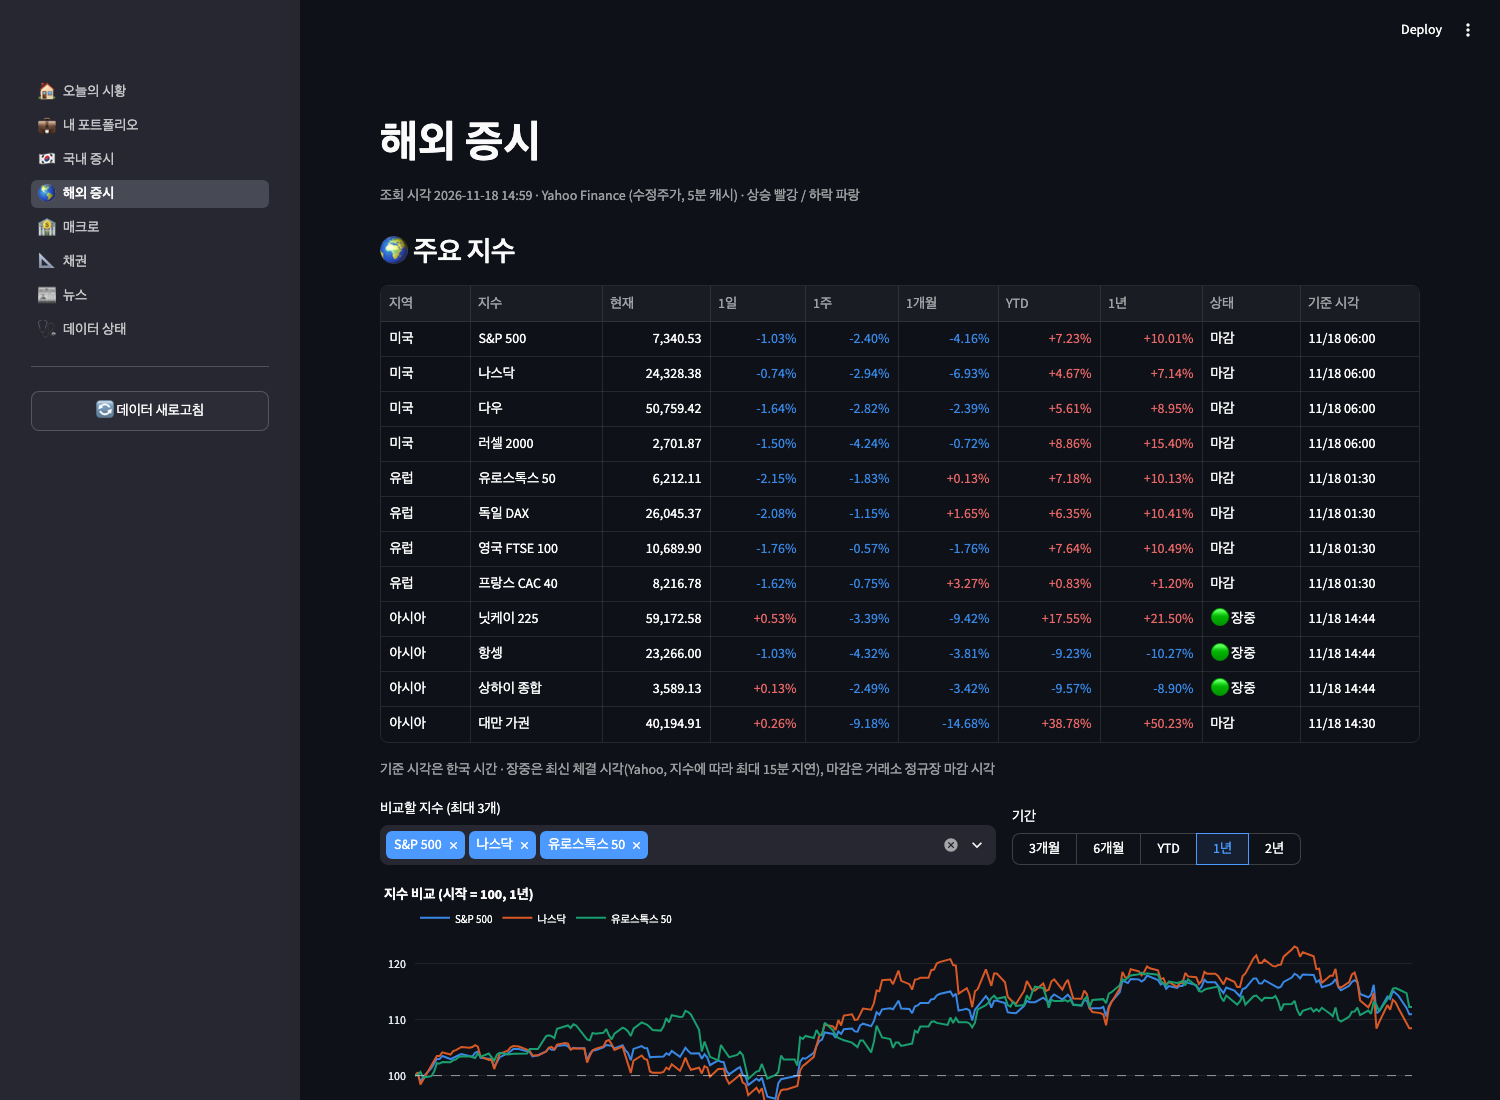 Deploy
오늘의 시황
내 포트폴리오
국내 증시
해외 증시
매크로
채권
뉴스
데이터 상태
데이터 새로고침
해외 증시
조회 시각 2026-11-18 14:59 · Yahoo Finance (수정주가, 5분 캐시) · 상승 빨강 / 하락 파랑
주요 지수
지역 지수 현재 1일 1주 1개월 YTD 1년 상태 기준 시각
미국 S&P 500 7,340.53 -1.03% -2.40% -4.16% +7.23% +10.01% 마감 11/18 06:00
미국 나스닥 24,328.38 -0.74% -2.94% -6.93% +4.67% +7.14% 마감 11/18 06:00
미국 다우 50,759.42 -1.64% -2.82% -2.39% +5.61% +8.95% 마감 11/18 06:00
미국 러셀 2000 2,701.87 -1.50% -4.24% -0.72% +8.86% +15.40% 마감 11/18 06:00
유럽 유로스톡스 50 6,212.11 -2.15% -1.83% +0.13% +7.18% +10.13% 마감 11/18 01:30
유럽 독일 DAX 26,045.37 -2.08% -1.15% +1.65% +6.35% +10.41% 마감 11/18 01:30
유럽 영국 FTSE 100 10,689.90 -1.76% -0.57% -1.76% +7.64% +10.49% 마감 11/18 01:30
유럽 프랑스 CAC 40 8,216.78 -1.62% -0.75% +3.27% +0.83% +1.20% 마감 11/18 01:30
아시아 닛케이 225 59,172.58 +0.53% -3.39% -9.42% +17.55% +21.50% 장중 11/18 14:44
아시아 항셍 23,266.00 -1.03% -4.32% -3.81% -9.23% -10.27% 장중 11/18 14:44
아시아 상하이 종합 3,589.13 +0.13% -2.49% -3.42% -9.57% -8.90% 장중 11/18 14:44
아시아 대만 가권 40,194.91 +0.26% -9.18% -14.68% +38.78% +50.23% 마감 11/18 14:30
기준 시각은 한국 시간 · 장중은 최신 체결 시각(Yahoo, 지수에 따라 최대 15분 지연), 마감은 거래소 정규장 마감 시각
비교할 지수 (최대 3개)
S&P 500 나스닥 유로스톡스 50
기간
3개월 6개월 YTD 1년 2년
지수 비교 (시작 = 100, 1년)
S&P 500 나스닥 유로스톡스 50
120
110
100